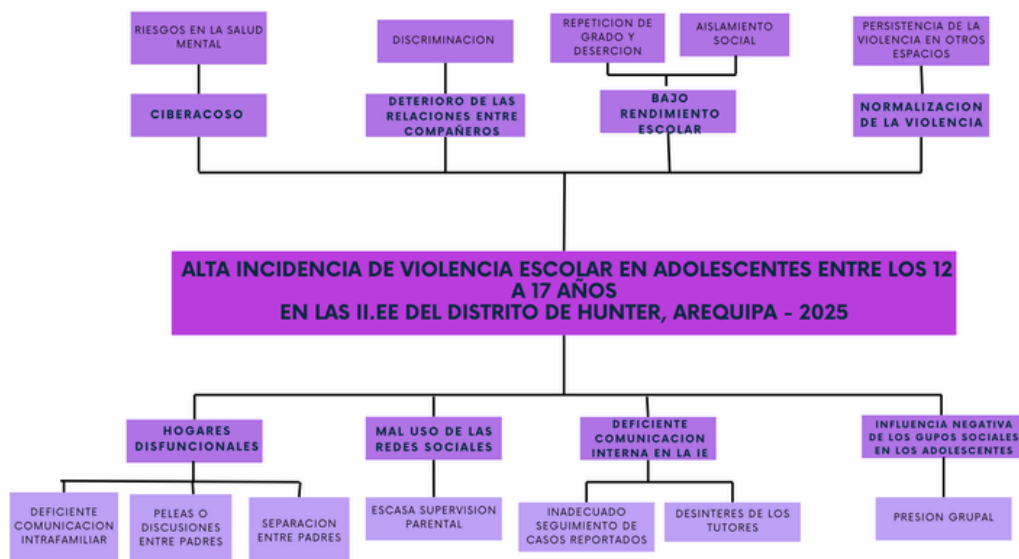 RIESGOS EN LA SALUD
MENTAL
DISCRIMINACION
REPETICION DE
GRADO Y
DESERCION
AISLAMIENTO
SOCIAL
PERSISTENCIA DE LA
VIOLENCIA EN OTROS
ESPACIOS
CIBERACOSO
DETERIORO DE LAS
RELACIONES ENTRE
COMPAÑEROS
BAJO
RENDIMIENTO
ESCOLAR
NORMALIZACION
DE LA VIOLENCIA
ALTA INCIDENCIA DE VIOLENCIA ESCOLAR EN ADOLESCENTES ENTRE LOS 12
A 17 AÑOS
EN LAS II.EE DEL DISTRITO DE HUNTER, AREQUIPA - 2025
HOGARES
DISFUNCIONALES
MAL USO DE LAS
REDES SOCIALES
DEFICIENTE
COMUNICACION
INTERNA EN LA IE
INFLUENCIA NEGATIVA
DE LOS GUPOS SOCIALES
EN LOS ADOLESCENTES
DEFICIENTE
COMUNICACION
INTRAFAMILIAR
PELEAS O
DISCUSIONES
ENTRE PADRES
SEPARACION
ENTRE PADRES
ESCASA SUPERVISION
PARENTAL
INADECUADO
SEGUIMIENTO DE
CASOS REPORTADOS
DESINTERES DE LOS
TUTORES
PRESION GRUPAL